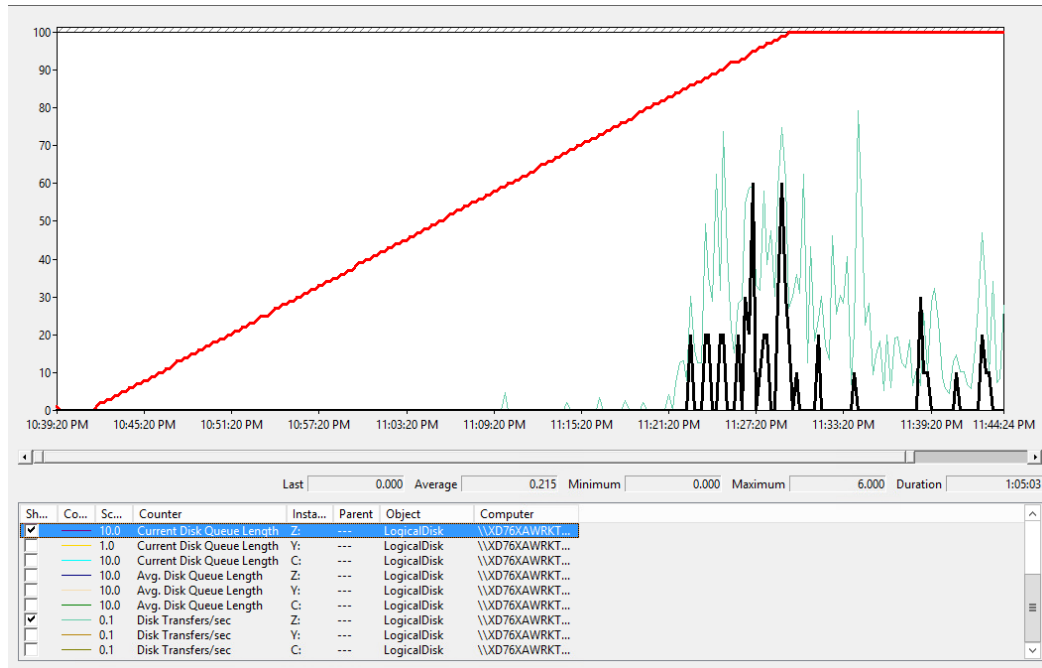 100
90
80
70
60
50
40
30
20
10
0
10:39:20 PM 10:45:20 PM 10:51:20 PM 10:57:20 PM 11:03:20 PM 11:09:20 PM 11:15:20 PM 11:21:20 PM 11:27:20 PM 11:33:20 PM 11:39:20 PM 11:44:24 PM
Last 0.000 Average 0.215 Minimum 0.000 Maximum 6.000 Duration 1:05:03
Sh... Co... Sc... Counter Insta... Parent Object Computer
10.0 Current Disk Queue Length Z: --- LogicalDisk \\XD76XAWRKT...
1.0 Current Disk Queue Length Y: --- LogicalDisk \\XD76XAWRKT...
10.0 Current Disk Queue Length C: --- LogicalDisk \\XD76XAWRKT...
10.0 Avg. Disk Queue Length Z: --- LogicalDisk \\XD76XAWRKT...
10.0 Avg. Disk Queue Length Y: --- LogicalDisk \\XD76XAWRKT...
10.0 Avg. Disk Queue Length C: --- LogicalDisk \\XD76XAWRKT...
0.1 Disk Transfers/sec Z: --- LogicalDisk \\XD76XAWRKT...
0.1 Disk Transfers/sec Y: --- LogicalDisk \\XD76XAWRKT...
0.1 Disk Transfers/sec C: --- LogicalDisk \\XD76XAWRKT...